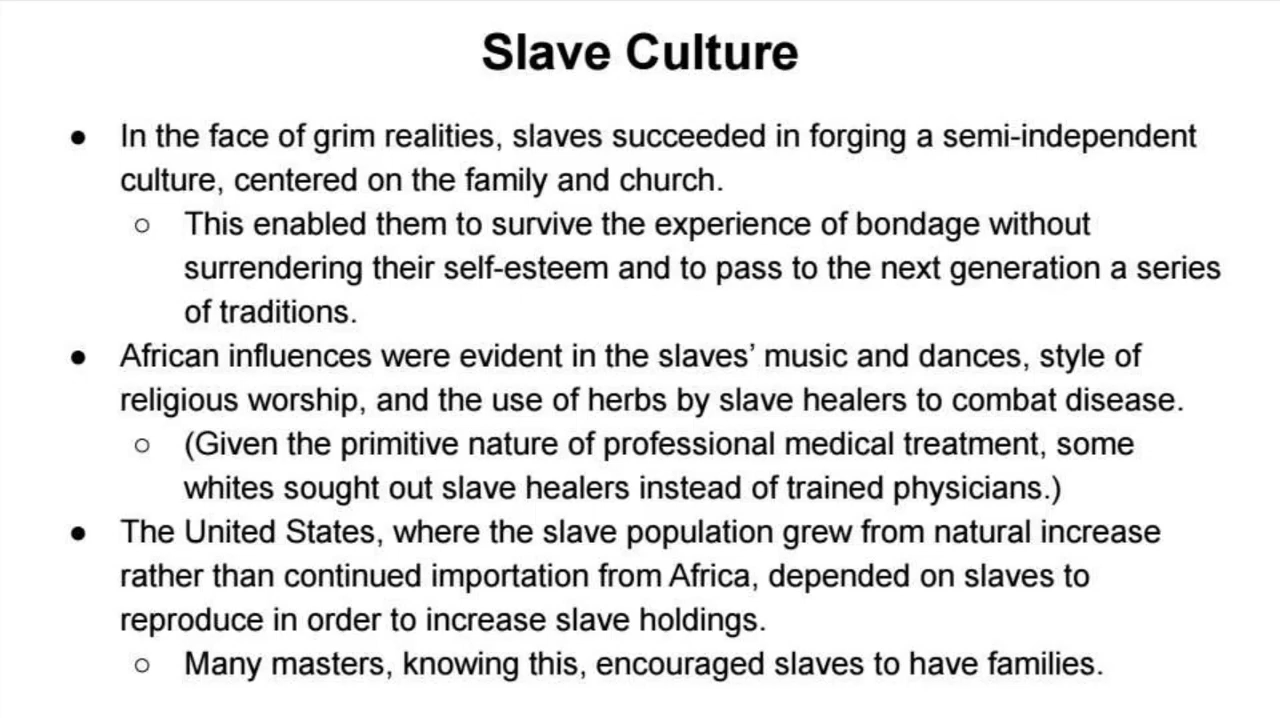 Slave Culture
● In the face of grim realities, slaves succeeded in forging a semi-independent
culture, centered on the family and church.
○ This enabled them to survive the experience of bondage without
surrendering their self-esteem and to pass to the next generation a series
of traditions.
● African influences were evident in the slaves’ music and dances, style of
religious worship, and the use of herbs by slave healers to combat disease.
○ (Given the primitive nature of professional medical treatment, some
whites sought out slave healers instead of trained physicians.)
● The United States, where the slave population grew from natural increase
rather than continued importation from Africa, depended on slaves to
reproduce in order to increase slave holdings.
○ Many masters, knowing this, encouraged slaves to have families.